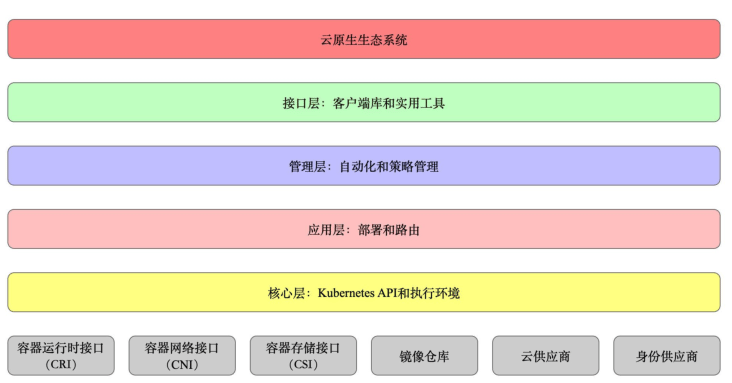 云原生生态系统
接口层：客户端库和实用工具
管理层：自动化和策略管理
应用层：部署和路由
核心层：Kubernetes API和执行环境
容器运行时接口
（CRI）
容器网络接口
（CNI）
容器存储接口
（CSI）
镜像仓库
云供应商
身份供应商